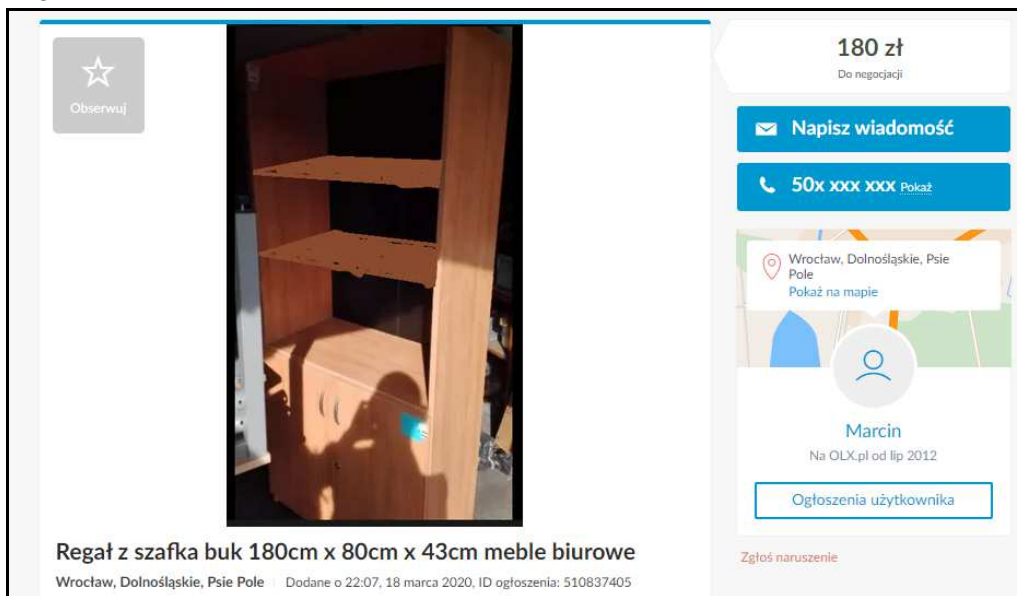 Obserwuj
180 zł
Do negocjacji
Napisz wiadomość
50x xxx xxx Pokaż
Wrocław, Dolnośląskie, Psie
Pole
Pokaż na mapie
Marcin
Na OLX.pl od lip 2012
Ogłoszenia użytkownika
Zgłoś naruszenie
Regał z szafka buk 180cm x 80cm x 43cm meble biurowe
Wrocław, Dolnośląskie, Psie Pole Dodane o 22:07, 18 marca 2020, ID ogłoszenia: 510837405